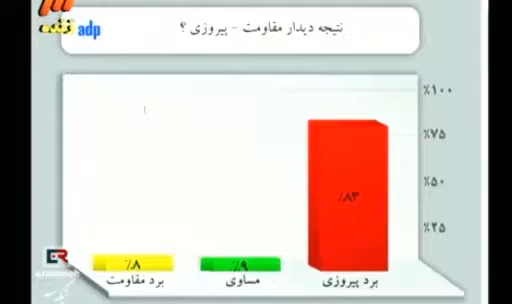 adp
نتیجه دیدار مقاومت - پیروزی ؟
٪۱۰۰
٪۷۵
٪۵۰
٪۲۵
٪۸
٪۹
٪۸۳
برد مقاومت
مساوی
برد پیروزی